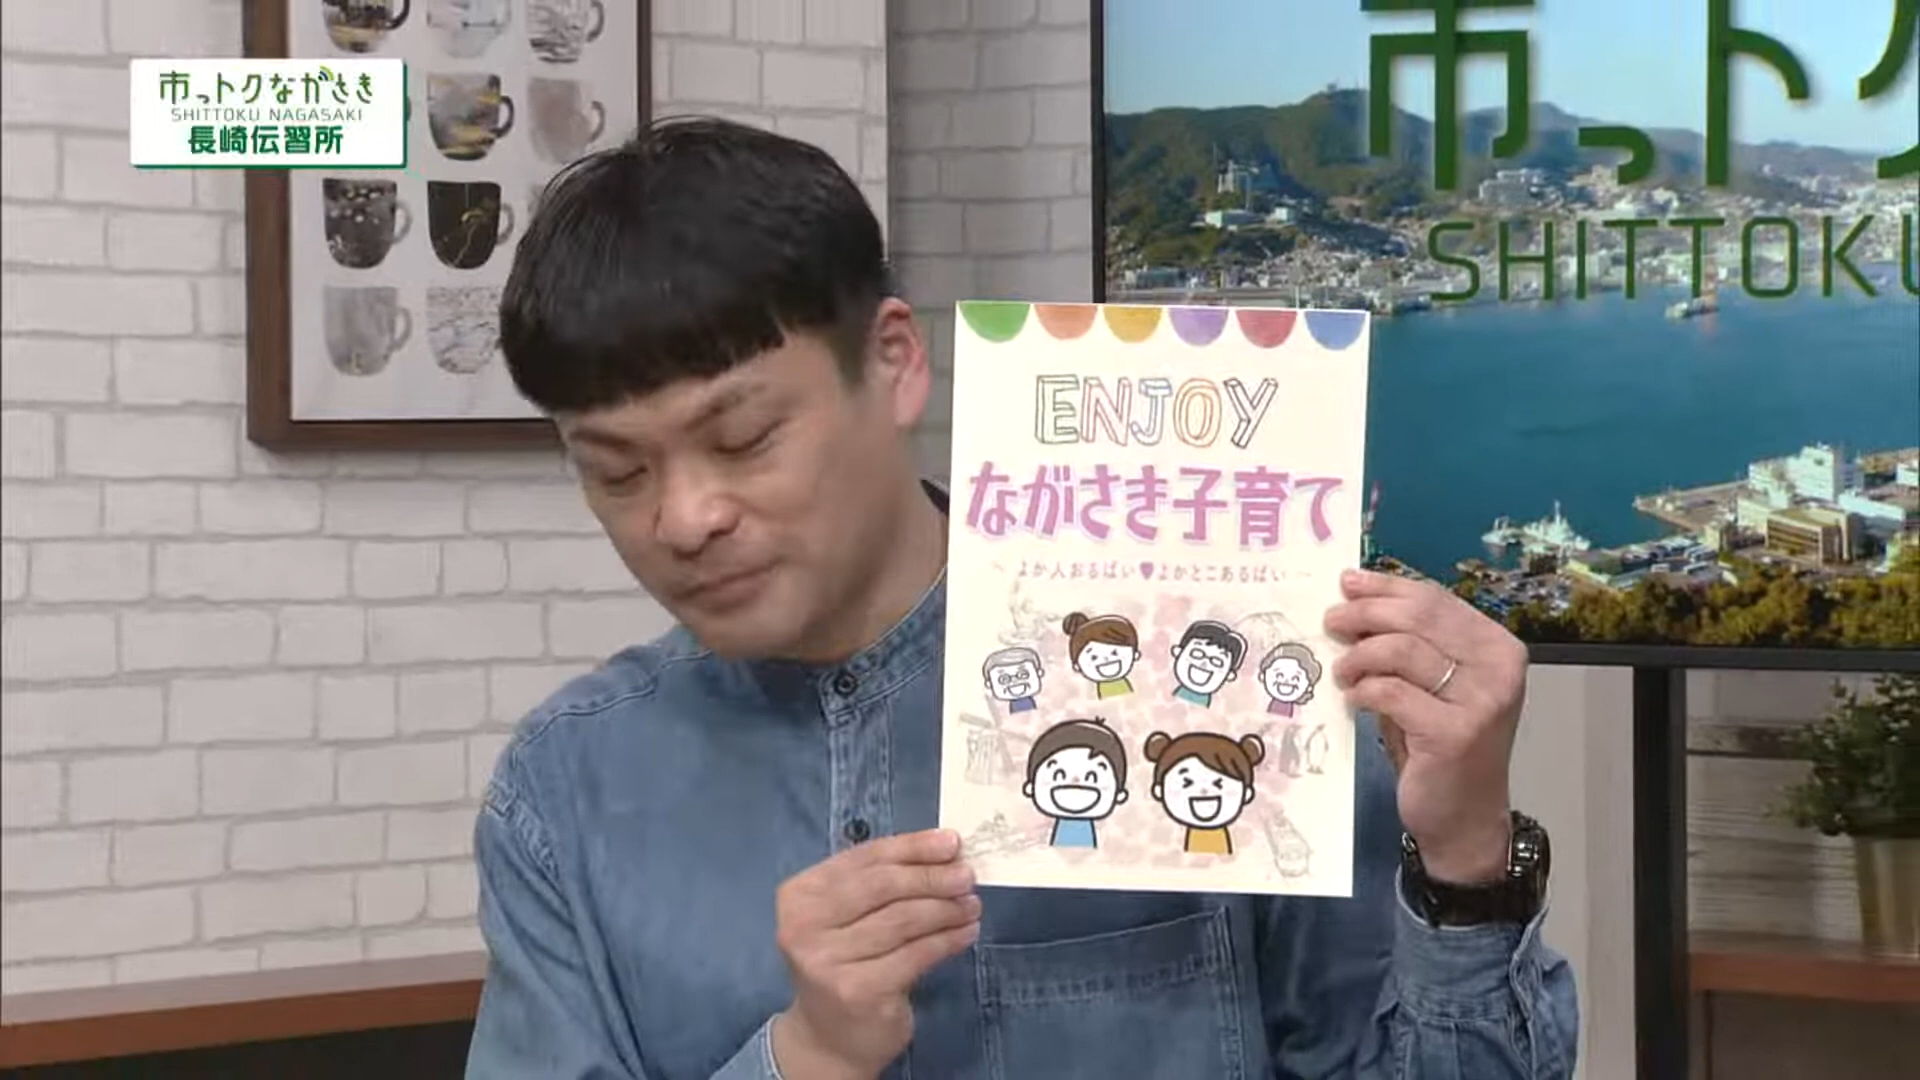 市っトクながさき
SHITTOKU NAGASAKI
長崎伝習所
市っトク
SHITTOKU
ENJOY
ながさき子育て
～よか人おるばい♥よかとこあるばい～